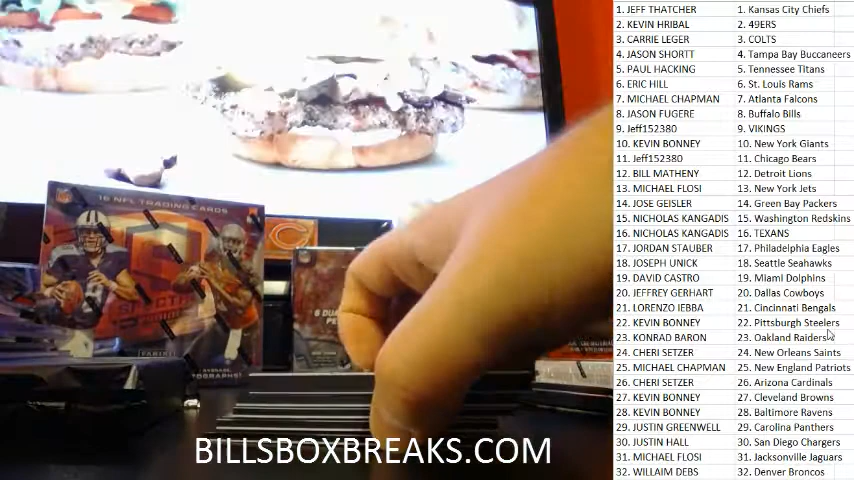 1. JEFF THATCHER 1. Kansas City Chiefs
2. KEVIN HRIBAL 2. 49ERS
3. CARRIE LEGER 3. COLTS
4. JASON SHORTT 4. Tampa Bay Buccaneers
5. PAUL HACKING 5. Tennessee Titans
6. ERIC HILL 6. St. Louis Rams
7. MICHAEL CHAPMAN 7. Atlanta Falcons
8. JASON FUGERE 8. Buffalo Bills
9. Jeff152380 9. VIKINGS
10. KEVIN BONNEY 10. New York Giants
11. Jeff152380 11. Chicago Bears
12. BILL MATHENY 12. Detroit Lions
13. MICHAEL FLOSI 13. New York Jets
14. JOSE GEISLER 14. Green Bay Packers
15. NICHOLAS KANGADIS 15. Washington Redskins
16. NICHOLAS KANGADIS 16. TEXANS
17. JORDAN STAUBER 17. Philadelphia Eagles
18. JOSEPH UNICK 18. Seattle Seahawks
19. DAVID CASTRO 19. Miami Dolphins
20. JEFFREY GERHART 20. Dallas Cowboys
21. LORENZO IEBBA 21. Cincinnati Bengals
22. KEVIN BONNEY 22. Pittsburgh Steelers
23. KONRAD BARON 23. Oakland Raiders
24. CHERI SETZER 24. New Orleans Saints
25. MICHAEL CHAPMAN 25. New England Patriots
26. CHERI SETZER 26. Arizona Cardinals
27. KEVIN BONNEY 27. Cleveland Browns
28. KEVIN BONNEY 28. Baltimore Ravens
29. JUSTIN GREENWELL 29. Carolina Panthers
30. JUSTIN HALL 30. San Diego Chargers
31. MICHAEL FLOSI 31. Jacksonville Jaguars
32. WILLAIM DEBS 32. Denver Broncos
16 NFL TRADING CARDS
PANINI
BILLSBOXBREAKS.COM